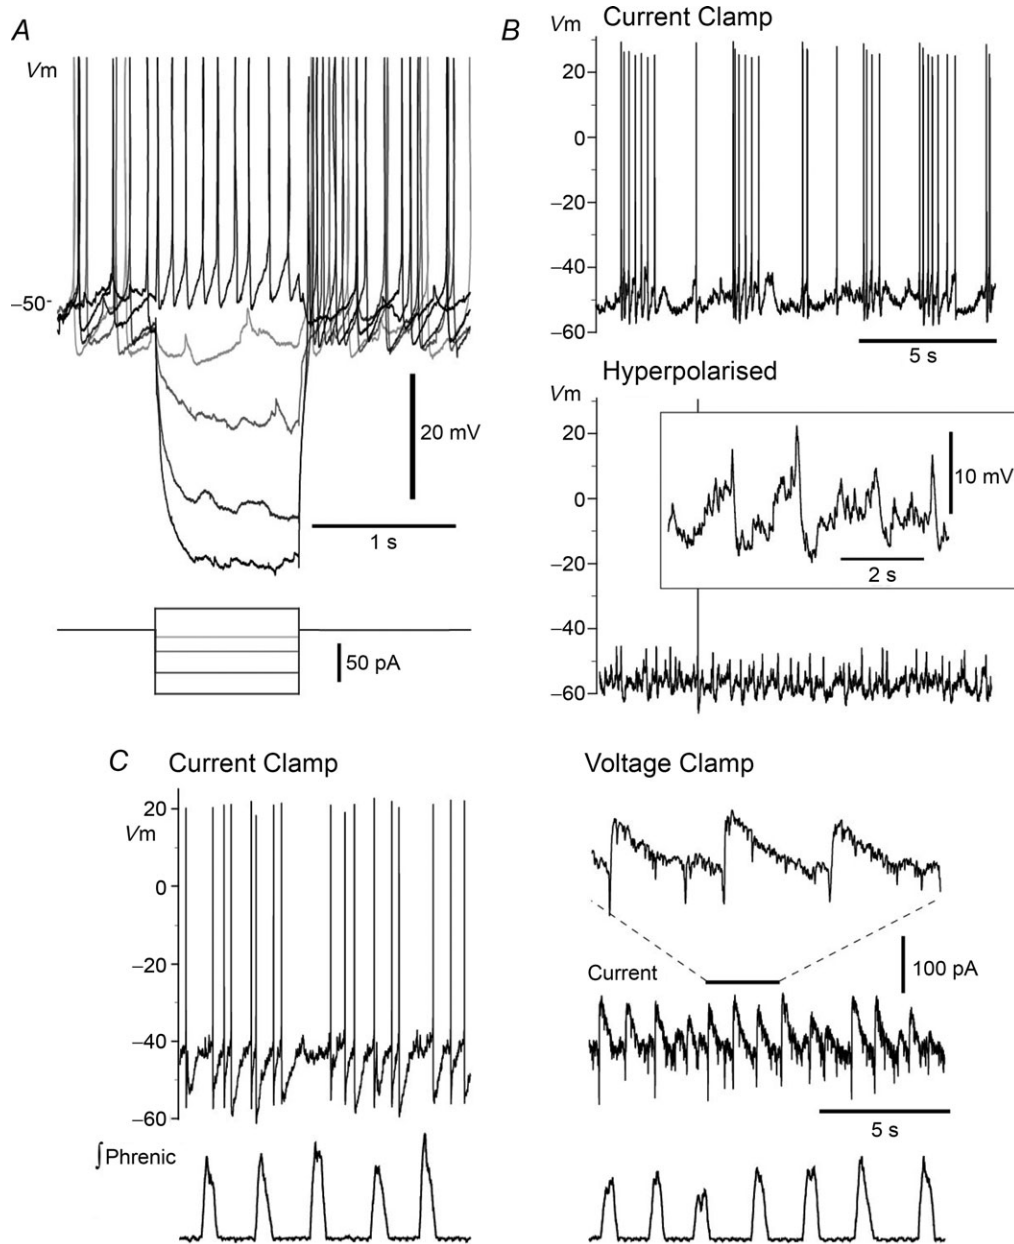 A
Vm
–50
20 mV
1 s
50 pA
B
Current Clamp
Vm
20
0
–20
–40
–60
5 s
Hyperpolarised
Vm
20
0
–20
–40
–60
10 mV
2 s
C
Current Clamp
20
Vm
0
–20
–40
–60
∫Phrenic
Voltage Clamp
Current
100 pA
5 s